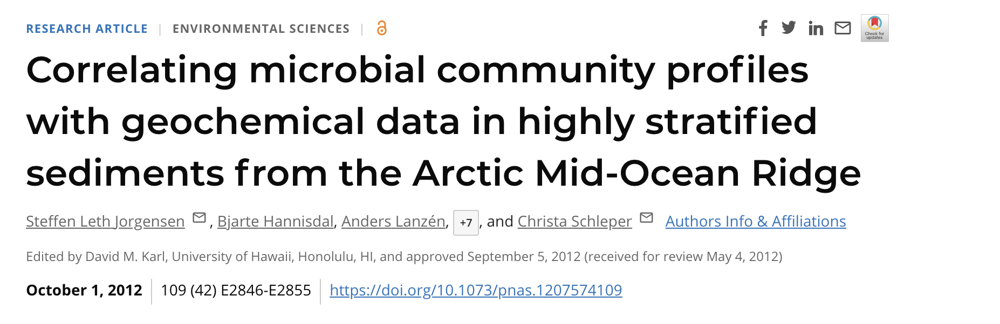 RESEARCH ARTICLE | ENVIRONMENTAL SCIENCES |
Check for
updates
Correlating microbial community profiles
with geochemical data in highly stratified
sediments from the Arctic Mid-Ocean Ridge
Steffen Leth Jorgensen, Bjarte Hannisdal, Anders Lanzén, +7, and Christa Schleper Authors Info & Affiliations
Edited by David M. Karl, University of Hawaii, Honolulu, HI, and approved September 5, 2012 (received for review May 4, 2012)
October 1, 2012 | 109 (42) E2846-E2855 | https://doi.org/10.1073/pnas.1207574109